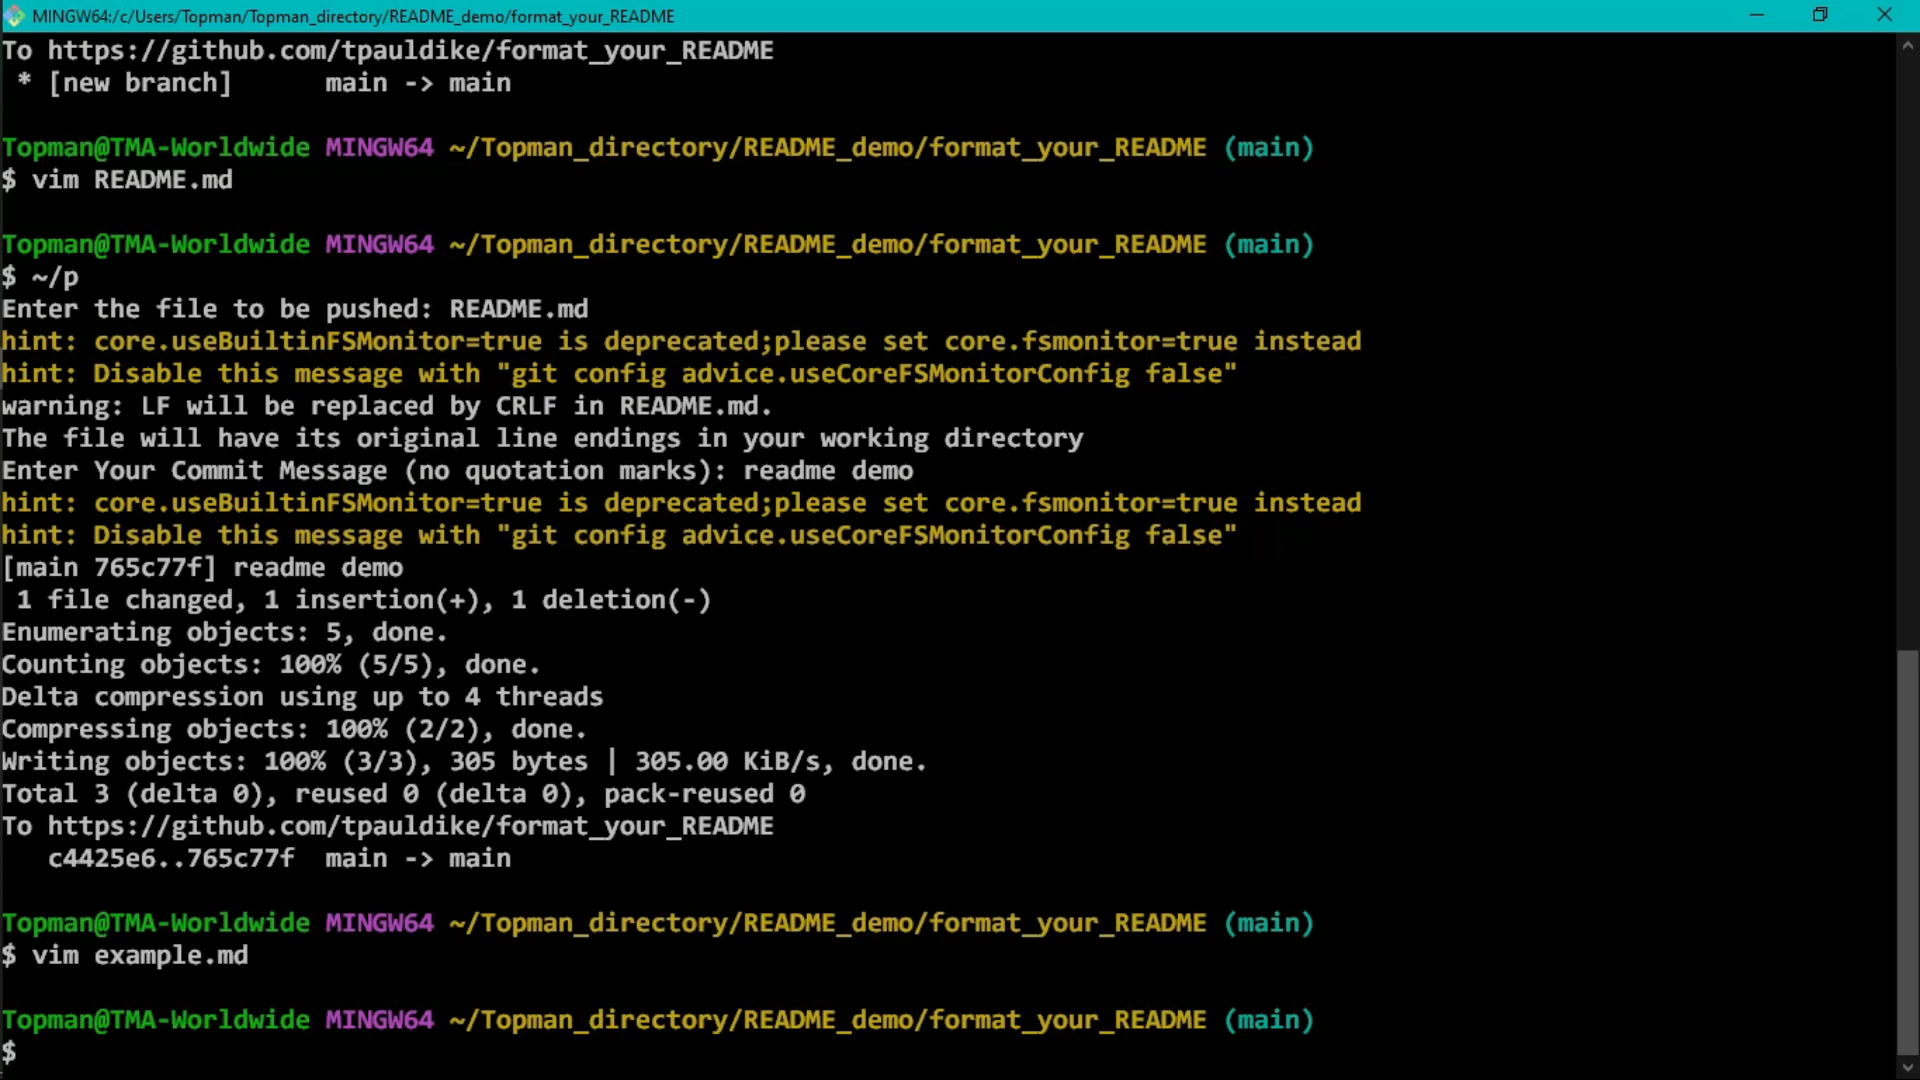 MINGW64:/c/Users/Topman/Topman_directory/README_demo/format_your_README
To https://github.com/tpauldike/format_your_README
 * [new branch]      main -> main
Topman@TMA-Worldwide MINGW64 ~/Topman_directory/README_demo/format_your_README (main)
$ vim README.md
Topman@TMA-Worldwide MINGW64 ~/Topman_directory/README_demo/format_your_README (main)
$ ~/p
Enter the file to be pushed: README.md
hint: core.useBuiltinFSMonitor=true is deprecated;please set core.fsmonitor=true instead
hint: Disable this message with "git config advice.useCoreFSMonitorConfig false"
warning: LF will be replaced by CRLF in README.md.
The file will have its original line endings in your working directory
Enter Your Commit Message (no quotation marks): readme demo
hint: core.useBuiltinFSMonitor=true is deprecated;please set core.fsmonitor=true instead
hint: Disable this message with "git config advice.useCoreFSMonitorConfig false"
[main 765c77f] readme demo
 1 file changed, 1 insertion(+), 1 deletion(-)
Enumerating objects: 5, done.
Counting objects: 100% (5/5), done.
Delta compression using up to 4 threads
Compressing objects: 100% (2/2), done.
Writing objects: 100% (3/3), 305 bytes | 305.00 KiB/s, done.
Total 3 (delta 0), reused 0 (delta 0), pack-reused 0
To https://github.com/tpauldike/format_your_README
   c4425e6..765c77f  main -> main
Topman@TMA-Worldwide MINGW64 ~/Topman_directory/README_demo/format_your_README (main)
$ vim example.md
Topman@TMA-Worldwide MINGW64 ~/Topman_directory/README_demo/format_your_README (main)
$